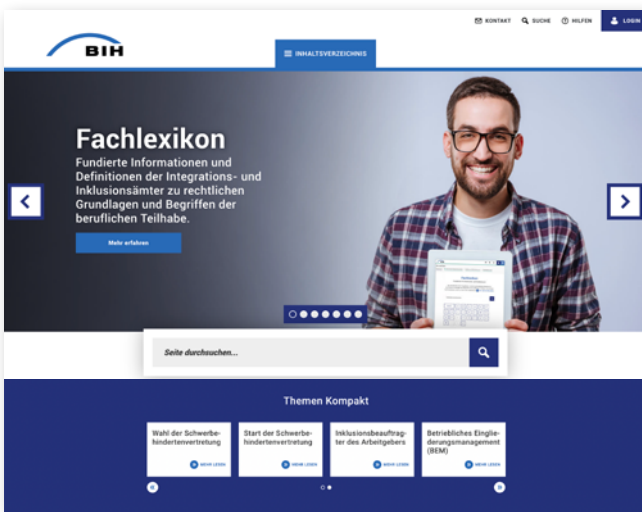 KONTAKT SUCHE HILFEN LOGIN
BIH
INHALTSVERZEICHNIS
Fachlexikon
Fundierte Informationen und
Definitionen der Integrations- und
Inklusionsämter zu rechtlichen
Grundlagen und Begriffen der
beruflichen Teilhabe.
Mehr erfahren
Fachlexikon
Seite durchsuchen...
Themen Kompakt
Wahl der Schwerbe-
hindertenvertretung
MEHR LESEN
Start der Schwerbe-
hindertenvertretung
MEHR LESEN
Inklusionsbeauftrag-
ter des Arbeitgebers
MEHR LESEN
Betriebliches Einglie-
derungsmanagement
(BEM)
MEHR LESEN